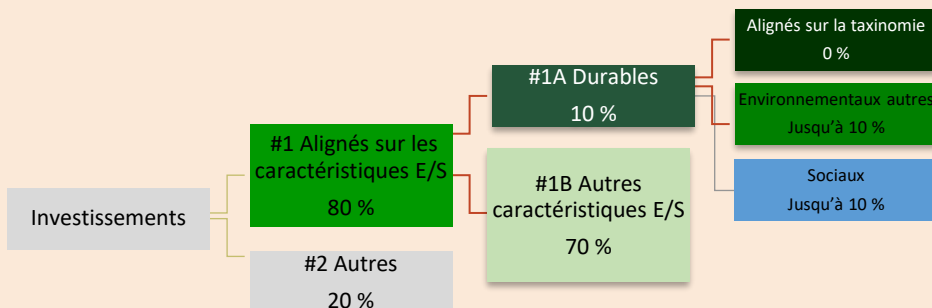 Investissements
#1 Alignés sur les
caractéristiques E/S
80 %
#2 Autres
20 %
#1A Durables
10 %
#1B Autres
caractéristiques E/S
70 %
Alignés sur la taxinomie
0 %
Environnementaux autres
Jusqu'à 10 %
Sociaux
Jusqu'à 10 %